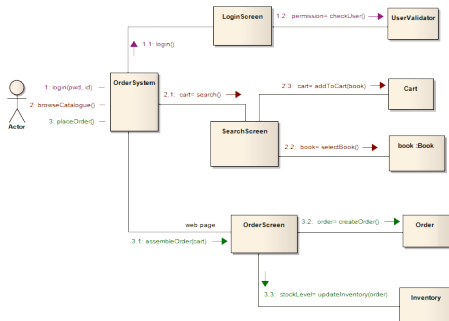 LoginScreen
1.2: permission= checkUser()
UserValidator
1.1: login()
1: login(pwd, id)
OrderSystem
2.1: cart= search()
2.3: cart= addToCart(book)
Cart
2: browseCatalogue()
3: placeOrder()
Actor
SearchScreen
2.2: book= selectBook()
book :Book
web page
OrderScreen
3.2: order= createOrder()
Order
3.1: assembleOrder(cart)
3.3: stockLevel= updateInventory(order)
Inventory